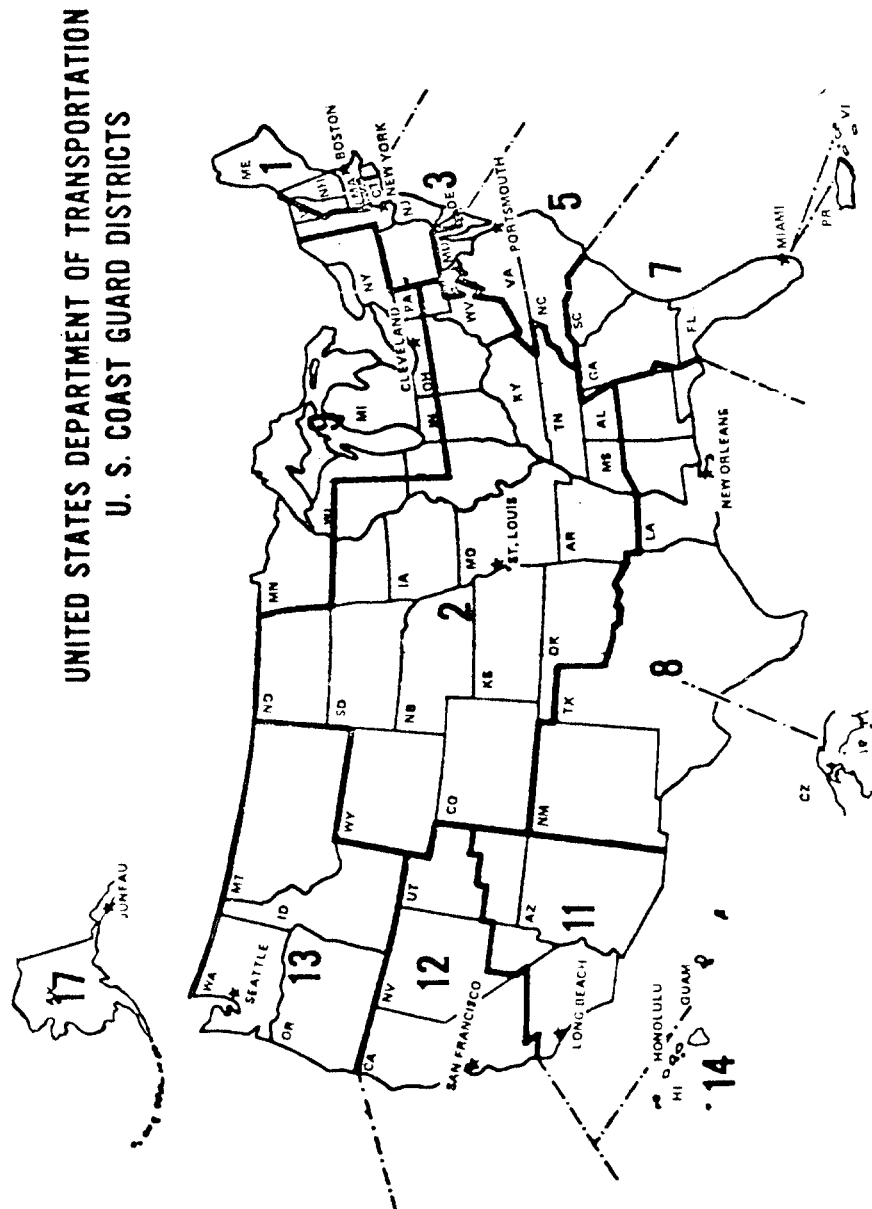 UNITED STATES DEPARTMENT OF TRANSPORTATION
U. S. COAST GUARD DISTRICTS
17
JUNEAU
WA
SEATTLE
13
OR
MT
ID
WY
ND
SD
NB
MN
IA
9
MI
CLEVELAND
OH
PA
NY
ME
1
NH
BOSTON
MA
NEW YORK
NJ
3
DE
WV
VA
PORTSMOUTH
5
CA
NV
12
UT
SAN FRANCISCO
CO
KS
2
MO
ST. LOUIS
KY
TN
NC
SC
AZ
11
LONG BEACH
NM
TX
OK
AR
LA
MS
AL
GA
7
FL
8
NEW ORLEANS
MIAMI
HI
HONOLULU
GUAM
14
CZ
PR
VI